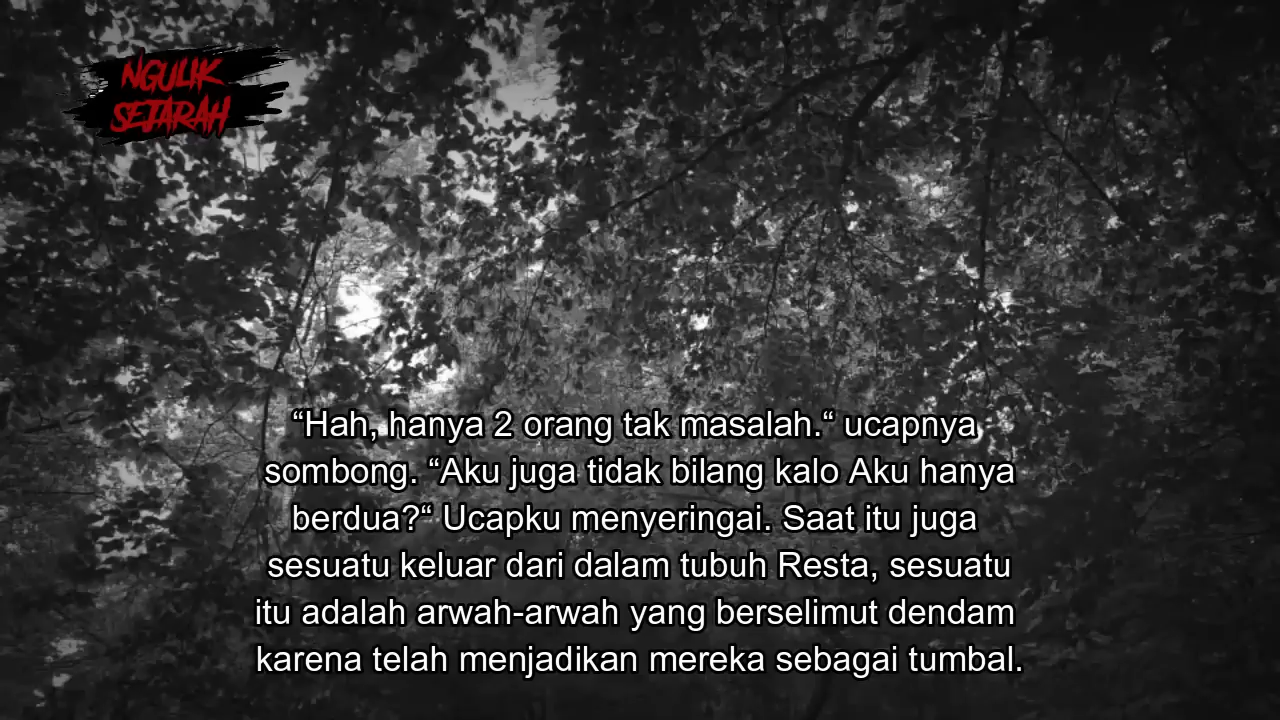 NGULIK
SEJARAH
“Hah, hanya 2 orang tak masalah.“ ucapnya
sombong. “Aku juga tidak bilang kalo Aku hanya
berdua?“ Ucapku menyeringai. Saat itu juga
sesuatu keluar dari dalam tubuh Resta, sesuatu
itu adalah arwah-arwah yang berselimut dendam
karena telah menjadikan mereka sebagai tumbal.